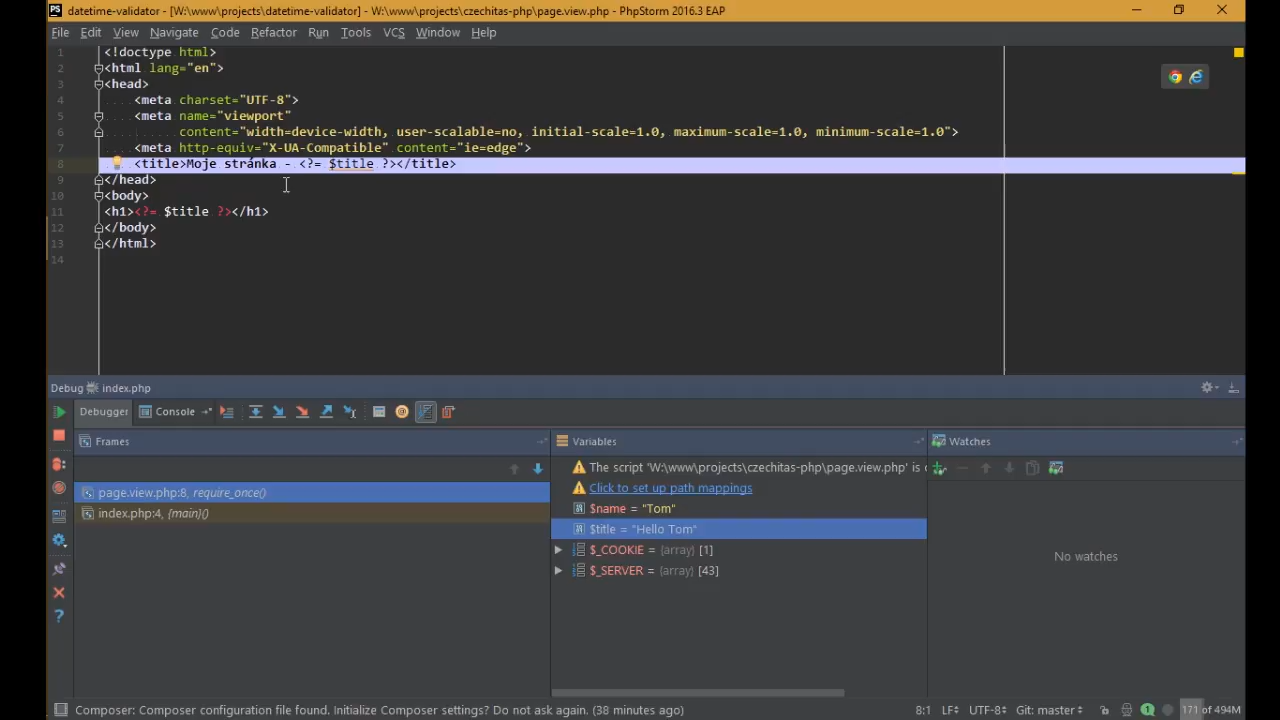 datetime-validator - [W:\www\projects\datetime-validator] - W:\www\projects\czechitas-php\page.view.php - PhpStorm 2016.3 EAP
File Edit View Navigate Code Refactor Run Tools VCS Window Help
1 <!doctype html>
2 <html lang="en">
3 <head>
4 <meta charset="UTF-8">
5 <meta name="viewport"
6 content="width=device-width, user-scalable=no, initial-scale=1.0, maximum-scale=1.0, minimum-scale=1.0">
7 <meta http-equiv="X-UA-Compatible" content="ie=edge">
8 <title>Moje stránka - <?= $title ?></title>
9 </head>
10 <body>
11 <h1><?= $title ?></h1>
12 </body>
13 </html>
14
Debug index.php
Debugger Console
Frames
page.view.php:8, require_once()
index.php:4, {main}()
Variables
The script 'W:\www\projects\czechitas-php\page.view.php' is
Click to set up path mappings
$name = "Tom"
$title = "Hello Tom"
$_COOKIE = (array) [1]
$_SERVER = (array) [43]
Watches
No watches
Composer: Composer configuration file found. Initialize Composer settings? Do not ask again. (38 minutes ago)
8:1 LF UTF-8 Git: master 1 171 of 494M